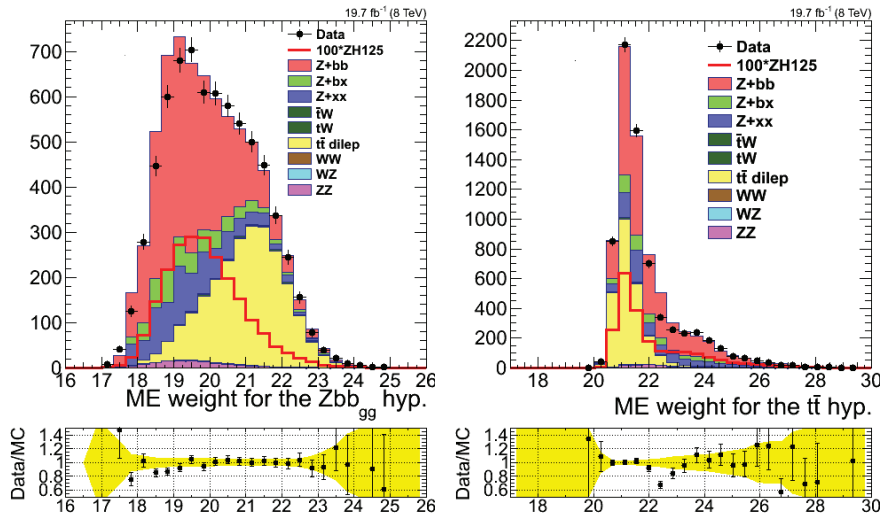 19.7 fb⁻¹ (8 TeV)
700
600
500
400
300
200
100
0
Data
100*ZH125
Z+bb
Z+bx
Z+xx
t̄W
tW
tt̄ dilep
WW
WZ
ZZ
16 17 18 19 20 21 22 23 24 25 26
ME weight for the Zbb_gg hyp.
Data/MC
1.4
1.2
1
0.8
0.6
16 17 18 19 20 21 22 23 24 25 26
19.7 fb⁻¹ (8 TeV)
2200
2000
1800
1600
1400
1200
1000
800
600
400
200
0
Data
100*ZH125
Z+bb
Z+bx
Z+xx
t̄W
tW
tt̄ dilep
WW
WZ
ZZ
18 20 22 24 26 28 30
ME weight for the tt̄ hyp.
Data/MC
1.4
1.2
1
0.8
0.6
18 20 22 24 26 28 30